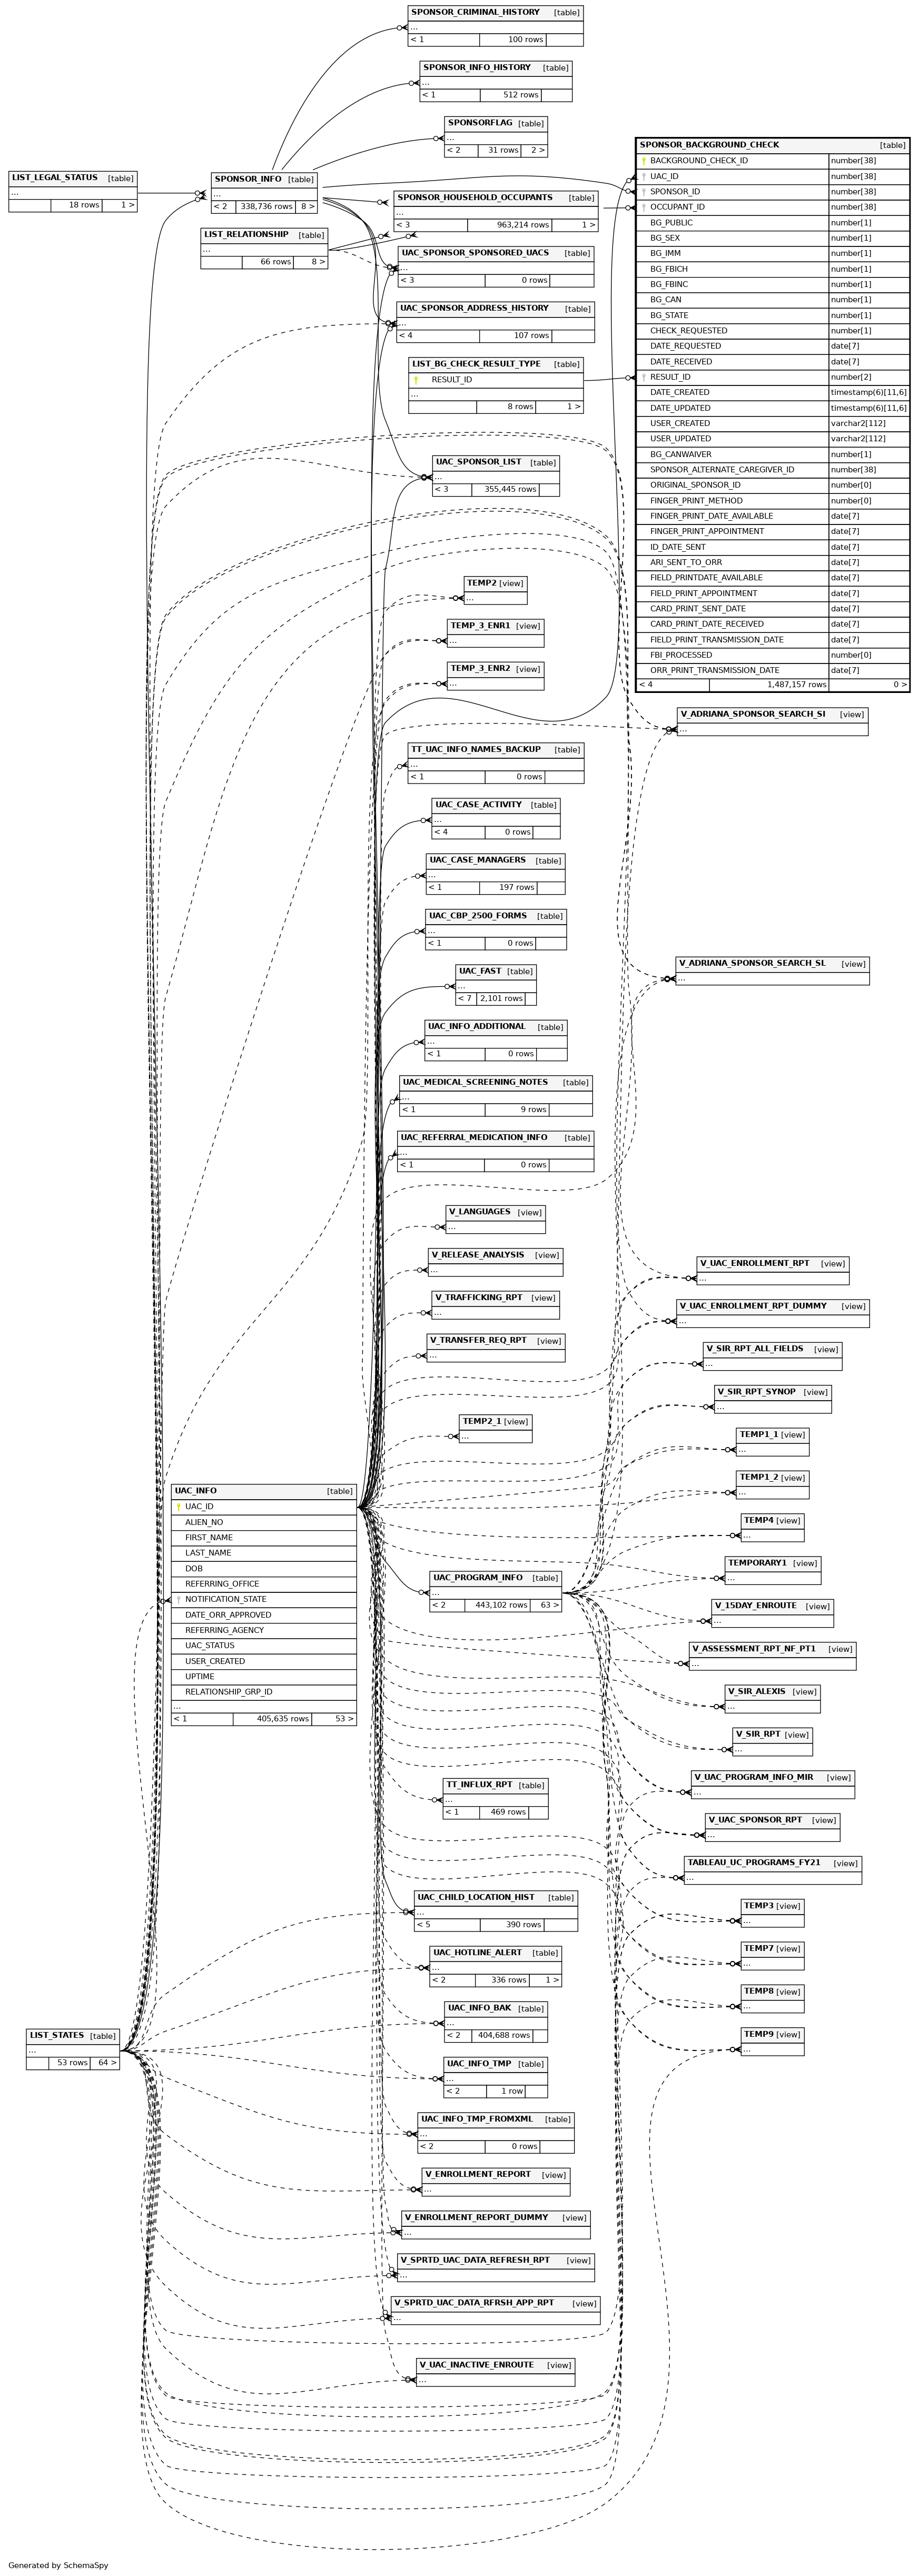 SPONSOR_CRIMINAL_HISTORY [table]
...
< 1 100 rows
SPONSOR_INFO_HISTORY [table]
...
< 1 512 rows
SPONSORFLAG [table]
...
< 2 31 rows 2 >
SPONSOR_BACKGROUND_CHECK [table]
BACKGROUND_CHECK_ID number[38]
UAC_ID number[38]
SPONSOR_ID number[38]
OCCUPANT_ID number[38]
BG_PUBLIC number[1]
BG_SEX number[1]
BG_IMM number[1]
BG_FBICH number[1]
BG_FBINC number[1]
BG_CAN number[1]
BG_STATE number[1]
CHECK_REQUESTED number[1]
DATE_REQUESTED date[7]
DATE_RECEIVED date[7]
RESULT_ID number[2]
DATE_CREATED timestamp(6)[11,6]
DATE_UPDATED timestamp(6)[11,6]
USER_CREATED varchar2[112]
USER_UPDATED varchar2[112]
BG_CANWAIVER number[1]
SPONSOR_ALTERNATE_CAREGIVER_ID number[38]
ORIGINAL_SPONSOR_ID number[0]
FINGER_PRINT_METHOD number[0]
FINGER_PRINT_DATE_AVAILABLE date[7]
FINGER_PRINT_APPOINTMENT date[7]
ID_DATE_SENT date[7]
ARI_SENT_TO_ORR date[7]
FIELD_PRINTDATE_AVAILABLE date[7]
FIELD_PRINT_APPOINTMENT date[7]
CARD_PRINT_SENT_DATE date[7]
CARD_PRINT_DATE_RECEIVED date[7]
FIELD_PRINT_TRANSMISSION_DATE date[7]
FBI_PROCESSED number[0]
ORR_PRINT_TRANSMISSION_DATE date[7]
< 4 1,487,157 rows 0 >
LIST_LEGAL_STATUS [table]
...
18 rows 1 >
SPONSOR_INFO [table]
...
< 2 338,736 rows 8 >
SPONSOR_HOUSEHOLD_OCCUPANTS [table]
...
< 3 963,214 rows 1 >
LIST_RELATIONSHIP [table]
...
66 rows 8 >
UAC_SPONSOR_SPONSORED_UACS [table]
...
< 3 0 rows
UAC_SPONSOR_ADDRESS_HISTORY [table]
...
< 4 107 rows
LIST_BG_CHECK_RESULT_TYPE [table]
RESULT_ID
...
8 rows 1 >
UAC_SPONSOR_LIST [table]
...
< 3 355,445 rows
TEMP2 [view]
...
TEMP_3_ENR1 [view]
...
TEMP_3_ENR2 [view]
...
V_ADRIANA_SPONSOR_SEARCH_SI [view]
...
TT_UAC_INFO_NAMES_BACKUP [table]
...
< 1 0 rows
UAC_CASE_ACTIVITY [table]
...
< 4 0 rows
UAC_CASE_MANAGERS [table]
...
< 1 197 rows
UAC_CBP_2500_FORMS [table]
...
< 1 0 rows
V_ADRIANA_SPONSOR_SEARCH_SL [view]
...
UAC_FAST [table]
...
< 7 2,101 rows
UAC_INFO_ADDITIONAL [table]
...
< 1 0 rows
UAC_MEDICAL_SCREENING_NOTES [table]
...
< 1 9 rows
UAC_REFERRAL_MEDICATION_INFO [table]
...
< 1 0 rows
V_LANGUAGES [view]
...
V_RELEASE_ANALYSIS [view]
...
V_UAC_ENROLLMENT_RPT [view]
...
V_TRAFFICKING_RPT [view]
...
V_UAC_ENROLLMENT_RPT_DUMMY [view]
...
V_TRANSFER_REQ_RPT [view]
...
V_SIR_RPT_ALL_FIELDS [view]
...
V_SIR_RPT_SYNOP [view]
...
TEMP2_1 [view]
...
TEMP1_1 [view]
...
TEMP1_2 [view]
...
UAC_INFO [table]
UAC_ID
ALIEN_NO
FIRST_NAME
LAST_NAME
DOB
REFERRING_OFFICE
NOTIFICATION_STATE
DATE_ORR_APPROVED
REFERRING_AGENCY
UAC_STATUS
USER_CREATED
UPTIME
RELATIONSHIP_GRP_ID
...
< 1 405,635 rows 53 >
TEMP4 [view]
...
TEMPORARY1 [view]
...
UAC_PROGRAM_INFO [table]
...
< 2 443,102 rows 63 >
V_15DAY_ENROUTE [view]
...
V_ASSESSMENT_RPT_NF_PT1 [view]
...
V_SIR_ALEXIS [view]
...
V_SIR_RPT [view]
...
V_UAC_PROGRAM_INFO_MIR [view]
...
TT_INFLUX_RPT [table]
...
< 1 469 rows
V_UAC_SPONSOR_RPT [view]
...
TABLEAU_UC_PROGRAMS_FY21 [view]
...
UAC_CHILD_LOCATION_HIST [table]
...
< 5 390 rows
TEMP3 [view]
...
UAC_HOTLINE_ALERT [table]
...
< 2 336 rows 1 >
TEMP7 [view]
...
TEMP8 [view]
...
UAC_INFO_BAK [table]
...
< 2 404,688 rows
TEMP9 [view]
...
LIST_STATES [table]
...
53 rows 64 >
UAC_INFO_TMP [table]
...
< 2 1 row
UAC_INFO_TMP_FROMXML [table]
...
< 2 0 rows
V_ENROLLMENT_REPORT [view]
...
V_ENROLLMENT_REPORT_DUMMY [view]
...
V_SPRTD_UAC_DATA_REFRESH_RPT [view]
...
V_SPRTD_UAC_DATA_RFRSH_APP_RPT [view]
...
V_UAC_INACTIVE_ENROUTE [view]
...
Generated by SchemaSpy